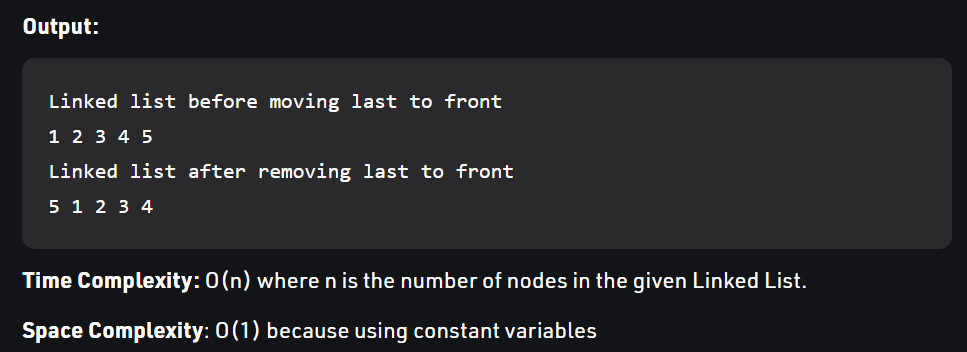 Output:
Linked list before moving last to front
1 2 3 4 5
Linked list after removing last to front
5 1 2 3 4
Time Complexity: O(n) where n is the number of nodes in the given Linked List.
Space Complexity: O(1) because using constant variables